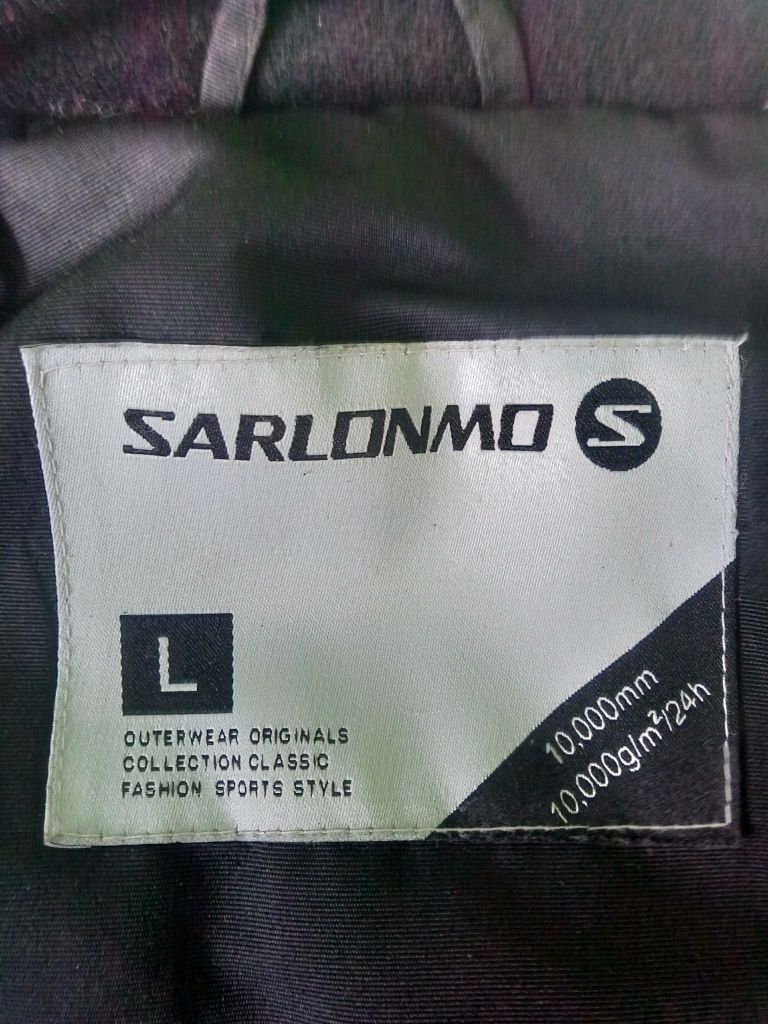 SARLONMO S
L
OUTERWEAR ORIGINALS
COLLECTION CLASSIC
FASHION SPORTS STYLE
10,000mm
10,000g/m²/24h